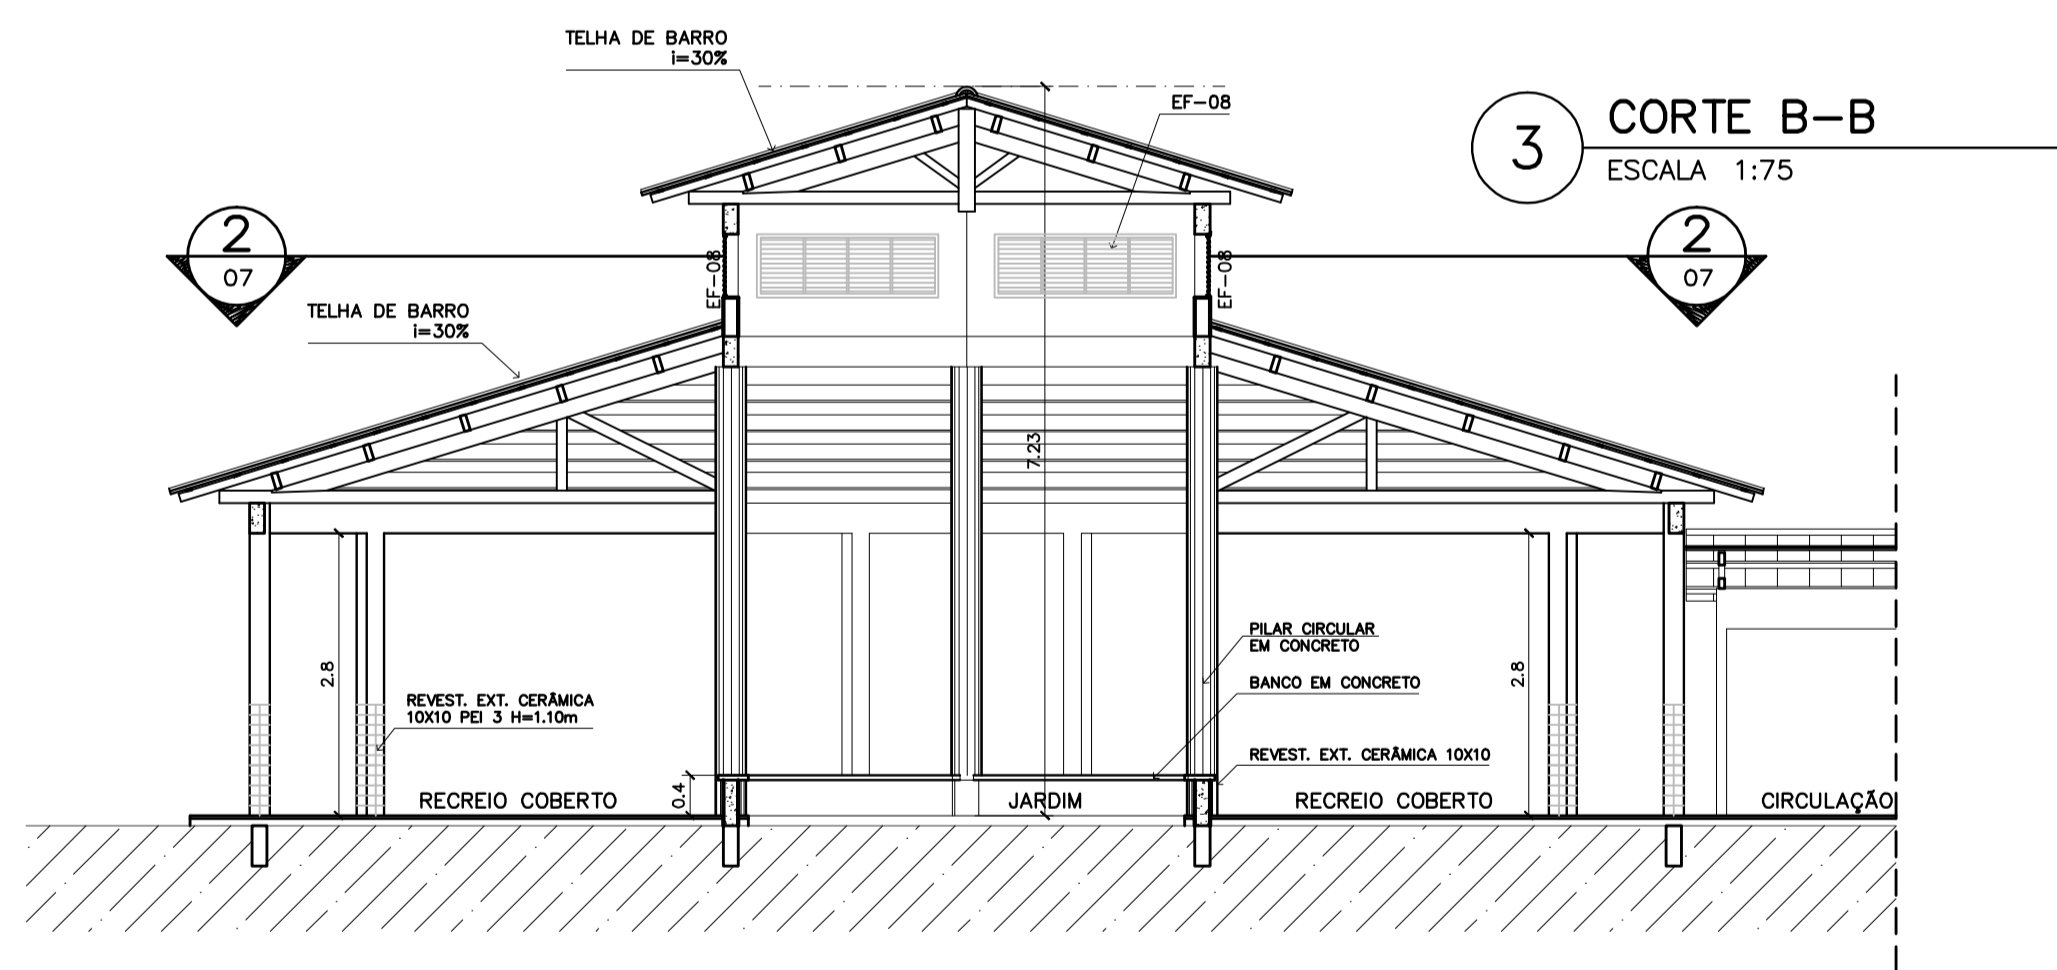 TELHA DE BARRO
i=30%
EF-08
3
CORTE B-B
ESCALA 1:75
2
07
2
07
EF-08
EF-08
TELHA DE BARRO
i=30%
7.23
2.8
REVEST. EXT. CERÂMICA
10X10 PEI 3 H=1.10m
PILAR CIRCULAR
EM CONCRETO
BANCO EM CONCRETO
2.8
REVEST. EXT. CERÂMICA 10X10
0.4
RECREIO COBERTO
JARDIM
RECREIO COBERTO
CIRCULAÇÃO